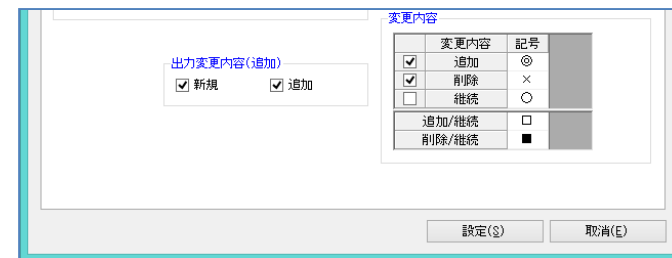 変更内容
変更内容 記号
追加 ◎
削除 ×
継続 ○
追加/継続 □
削除/継続 ■
出力変更内容(追加)
新規 追加
設定(S) 取消(E)